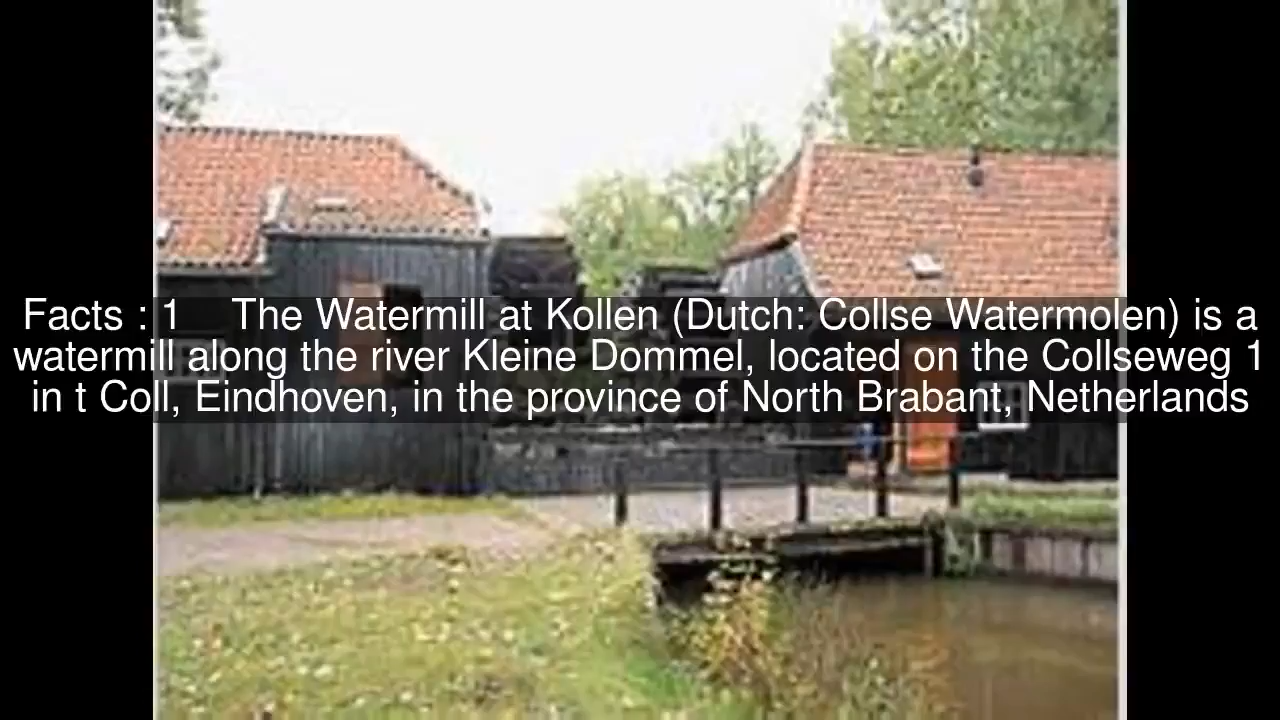 Facts : 1 The Watermill at Kollen (Dutch: Collse Watermolen) is a
watermill along the river Kleine Dommel, located on the Collseweg 1
in t Coll, Eindhoven, in the province of North Brabant, Netherlands